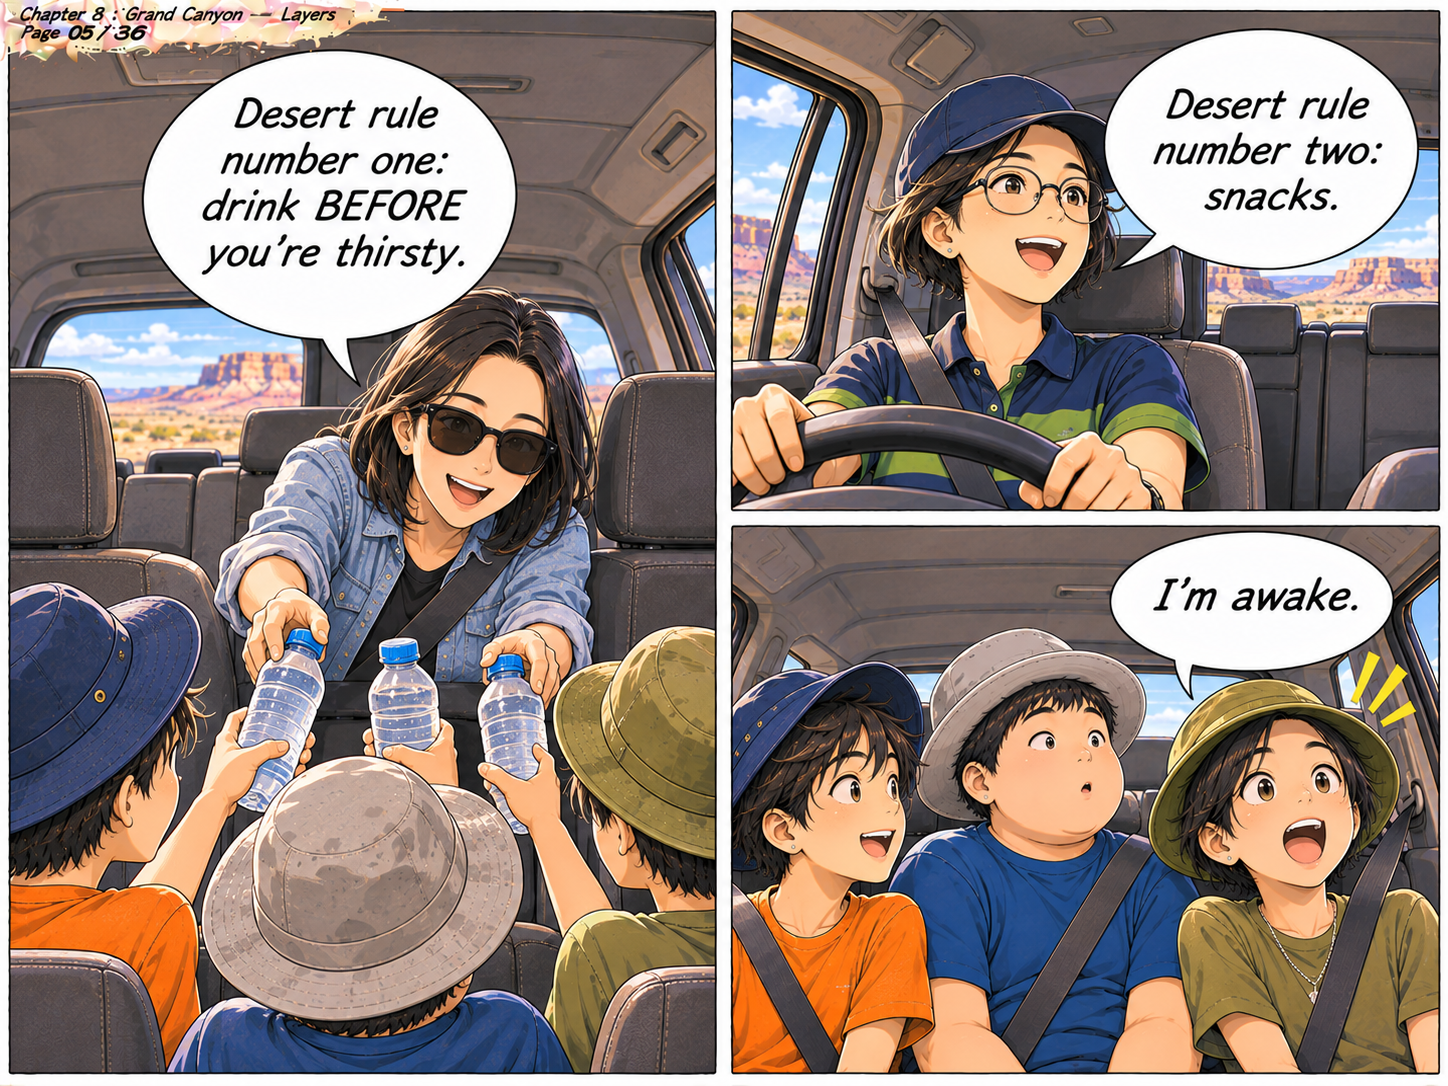 Chapter 8 : Grand Canyon — Layers
Page 05 / 36
Desert rule
number one:
drink BEFORE
you're thirsty.
Desert rule
number two:
snacks.
I'm awake.